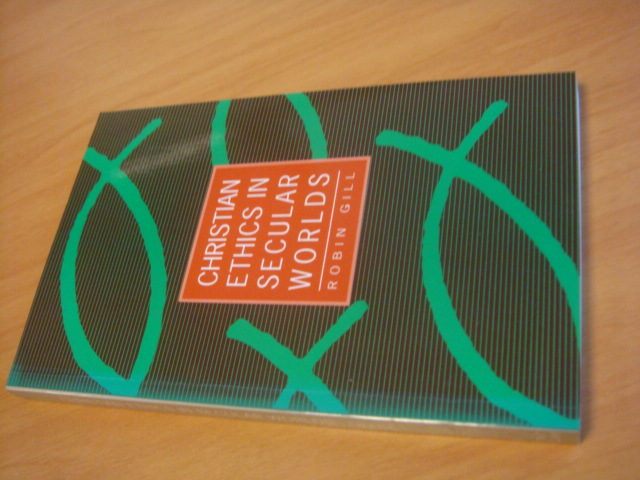 CHRISTIAN
ETHICS IN
SECULAR
WORLDS
ROBIN GILL